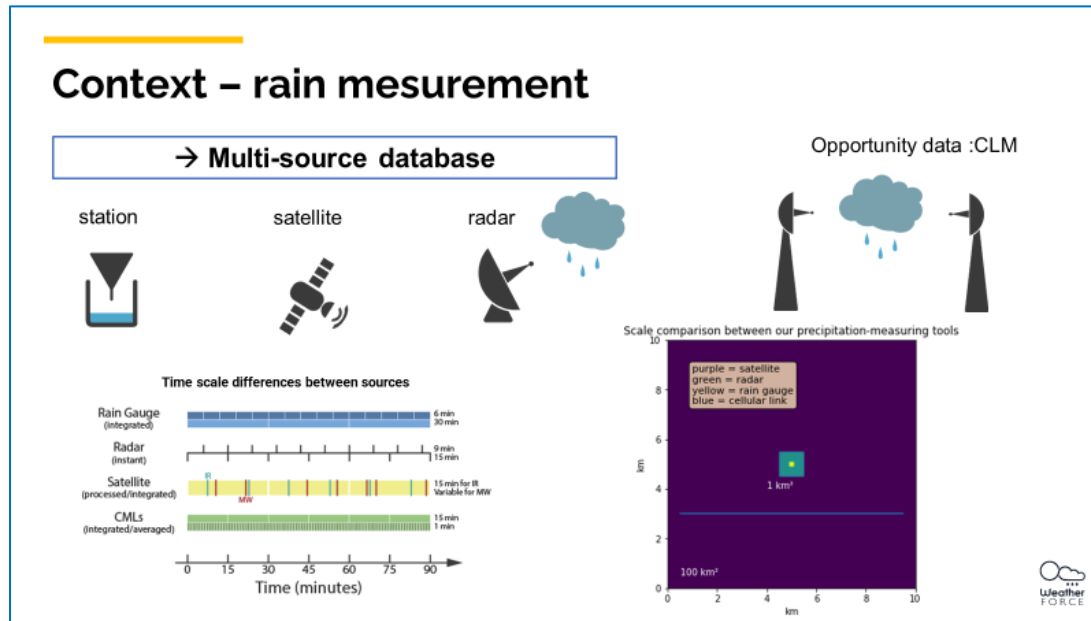 Context – rain mesurement
→ Multi-source database
Opportunity data :CLM
station
satellite
radar
Time scale differences between sources
Rain Gauge
(integrated)
6 min
30 min
Radar
(instant)
9 min
15 min
Satellite
(processed/integrated)
IR
MW
15 min for IR
Variable for MW
CMLs
(integrated/averaged)
15 min
1 min
0 15 30 45 60 75 90
Time (minutes)
Scale comparison between our precipitation-measuring tools
10
8
6
4
2
0
km
purple = satellite
green = radar
yellow = rain gauge
blue = cellular link
1 km²
100 km²
0 2 4 6 8 10
km
Weather
FORCE